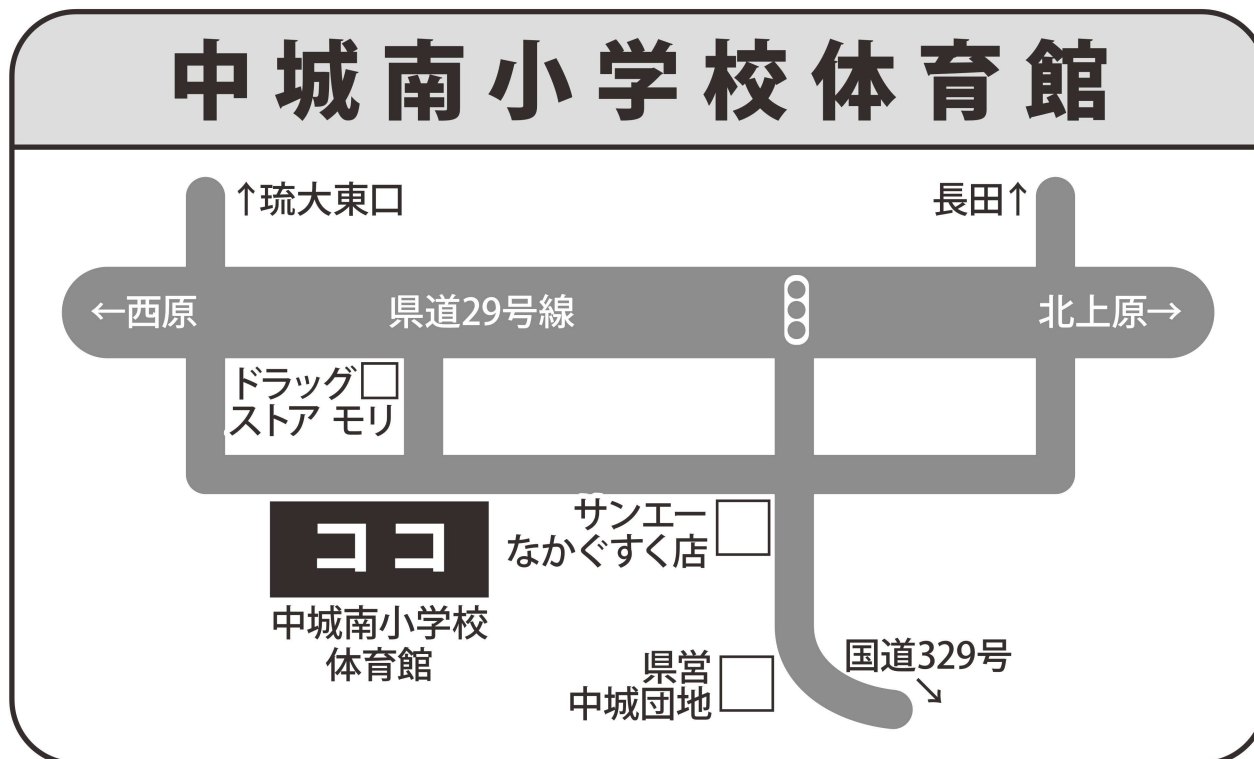 中城南小学校体育館
↑琉大東口
長田↑
←西原
県道29号線
北上原→
ドラッグ
ストア モリ
ココ
中城南小学校
体育館
サンエー
なかぐすく店
県営
中城団地
国道329号
↘